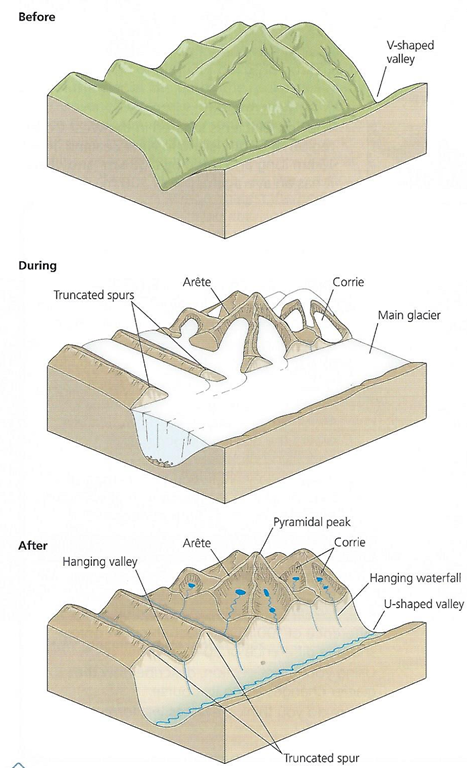 Before
V-shaped
valley
During
Arête
Corrie
Truncated spurs
Main glacier
After
Pyramidal peak
Arête
Corrie
Hanging valley
Hanging waterfall
U-shaped valley
Truncated spur